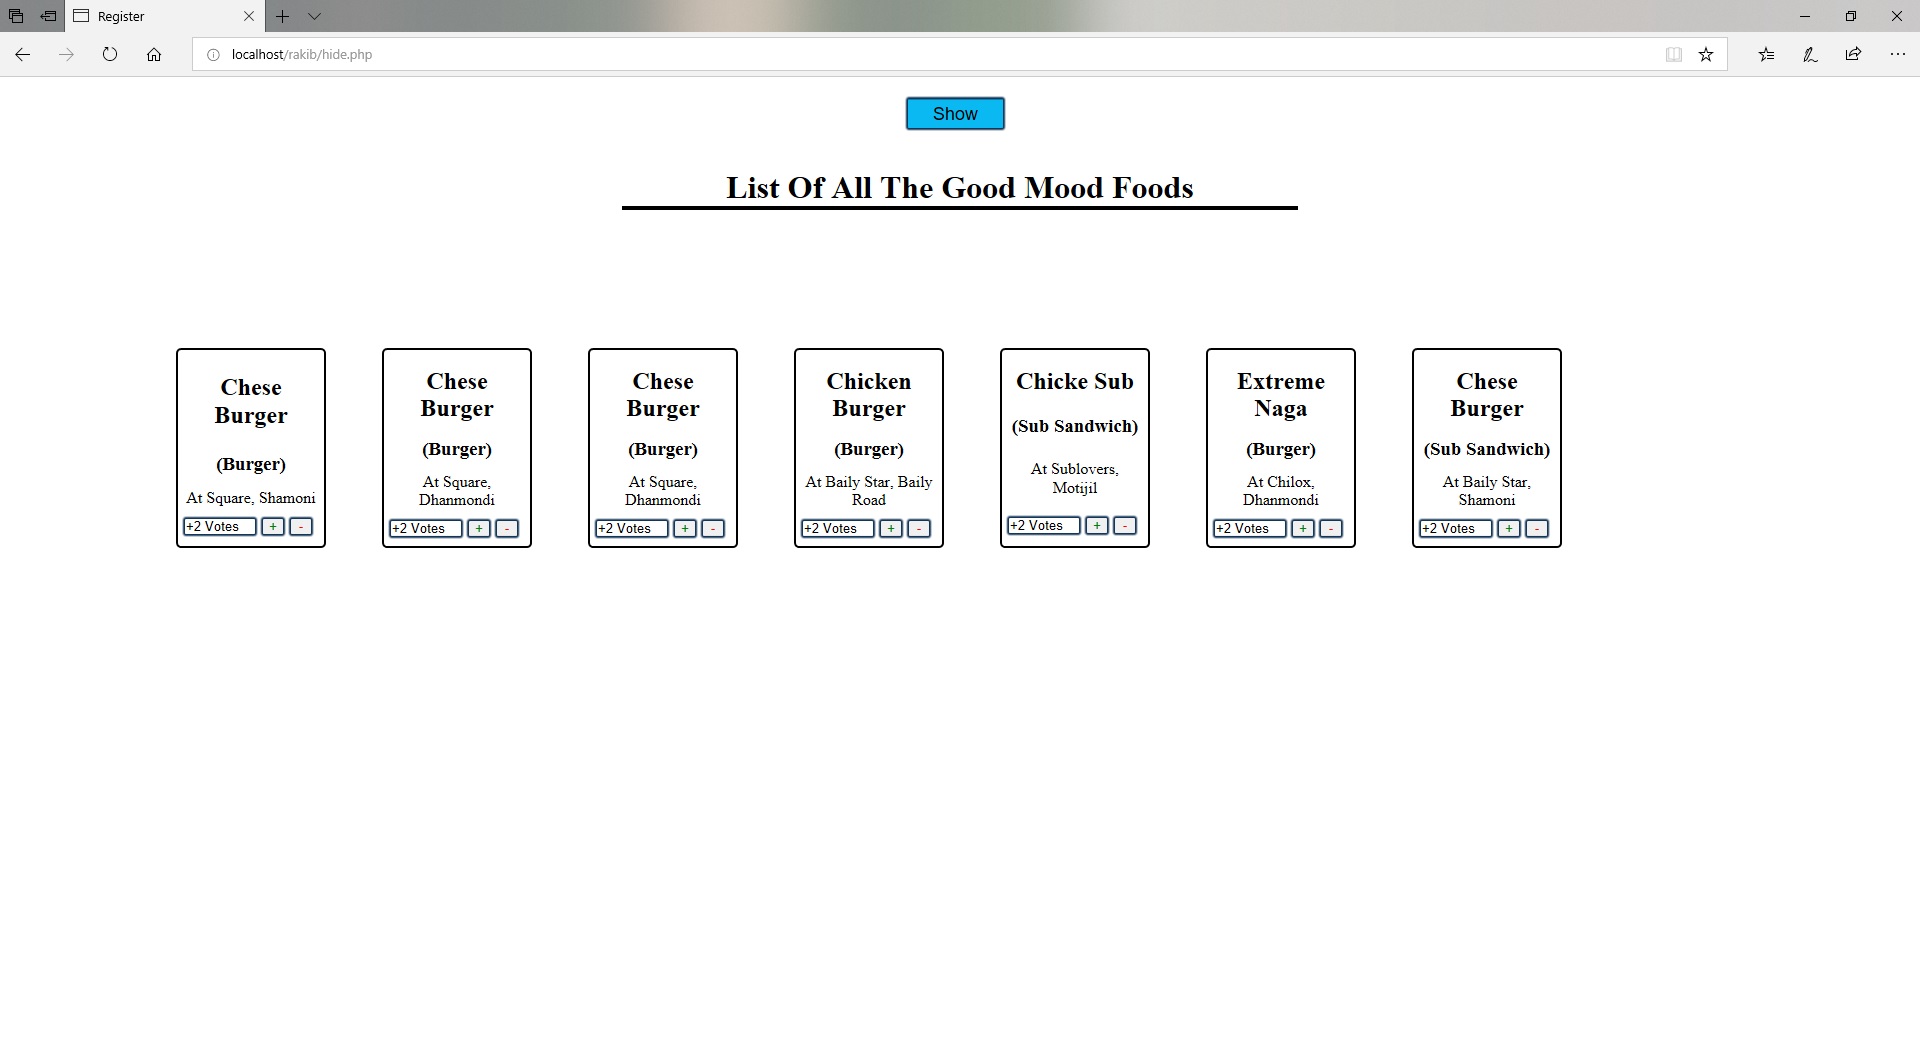 Register
localhost/rakib/hide.php
Show
List Of All The Good Mood Foods
Chese
Burger
(Burger)
At Square, Shamoni
+2 Votes + -
Chese
Burger
(Burger)
At Square,
Dhanmondi
+2 Votes + -
Chese
Burger
(Burger)
At Square,
Dhanmondi
+2 Votes + -
Chicken
Burger
(Burger)
At Baily Star, Baily
Road
+2 Votes + -
Chicke Sub
(Sub Sandwich)
At Sublovers,
Motijil
+2 Votes + -
Extreme
Naga
(Burger)
At Chilox,
Dhanmondi
+2 Votes + -
Chese
Burger
(Sub Sandwich)
At Baily Star,
Shamoni
+2 Votes + -